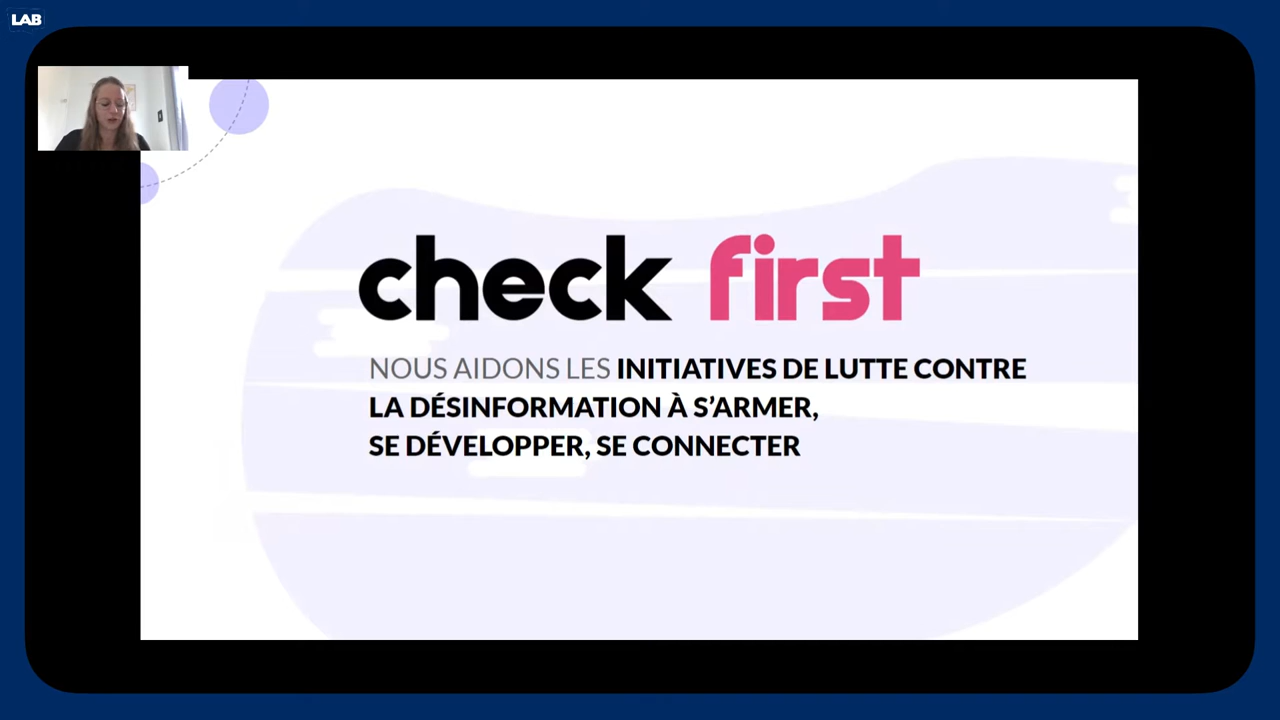 LAB
check first
NOUS AIDONS LES INITIATIVES DE LUTTE CONTRE
LA DÉSINFORMATION À S’ARMER,
SE DÉVELOPPER, SE CONNECTER